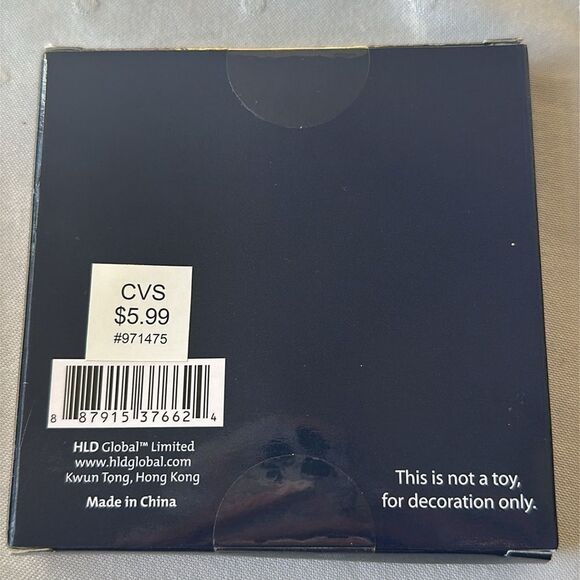 CVS
$5.99
#971475
8 87915 37662 4
HLD Global™ Limited
www.hldglobal.com
Kwun Tong, Hong Kong
Made in China
This is not a toy,
for decoration only.